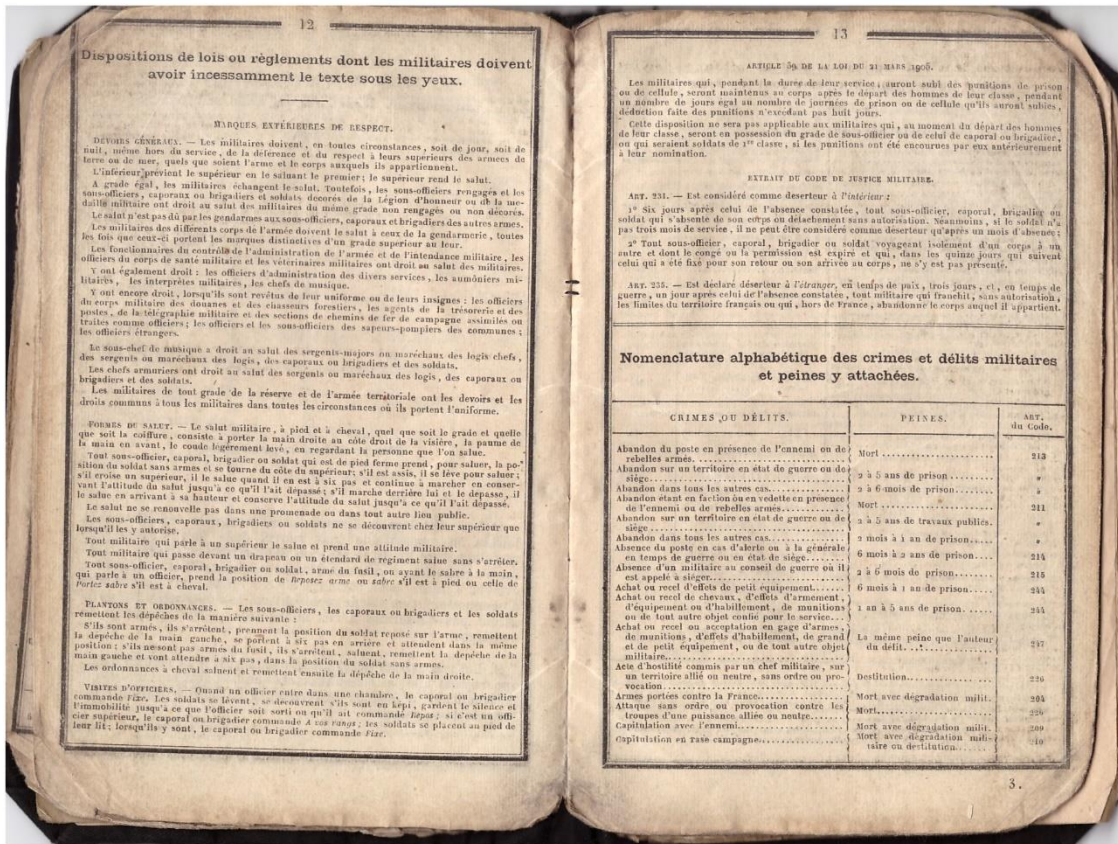 12
Dispositions de lois ou règlements dont les militaires doivent
avoir incessamment le texte sous les yeux.
MARQUES EXTÉRIEURES DE RESPECT.
DEVOIRS GÉNÉRAUX. — Les militaires doivent, en toutes circonstances, soit de jour, soit de
nuit, même hors du service, de la déférence et du respect à leurs supérieurs des armées de
terre ou de mer, quels que soient l'arme et le corps auxquels ils appartiennent.
L'inférieur prévient le supérieur en le saluant le premier; le supérieur rend le salut.
A grade égal, les militaires échangent le salut. Toutefois, les sous-officiers rengagés et les
sous-officiers, caporaux ou brigadiers et soldats décorés de la Légion d'honneur ou de la mé-
daille militaire ont droit au salut des militaires du même grade non rengagés ou non décorés.
Le salut n'est pas dû par les gendarmes aux sous-officiers, caporaux et brigadiers des autres armes.
Les militaires des différents corps de l'armée doivent le salut à ceux de la gendarmerie, toutes
les fois que ceux-ci portent les marques distinctives d'un grade supérieur au leur.
Les fonctionnaires du contrôle de l'administration de l'armée et de l'intendance militaire, les
officiers du corps de santé militaire et les vétérinaires militaires ont droit au salut des militaires.
Y ont également droit : les officiers d'administration des divers services, les aumôniers mi-
litaires, les interprètes militaires, les chefs de musique.
Y ont encore droit, lorsqu'ils sont revêtus de leur uniforme ou de leurs insignes : les officiers
du corps militaire des douanes et des chasseurs forestiers, les agents de la trésorerie et des
postes, de la télégraphie militaire et des sections de chemins de fer de campagne assimilés ou
traités comme officiers; les officiers et les sous-officiers des sapeurs-pompiers des communes;
les officiers étrangers.
Le sous-chef de musique a droit au salut des sergents-majors ou maréchaux des logis chefs,
des sergents ou maréchaux des logis, des caporaux ou brigadiers et des soldats.
Les chefs armuriers ont droit au salut des sergents ou maréchaux des logis, des caporaux ou
brigadiers et des soldats.
Les militaires de tout grade de la réserve et de l'armée territoriale ont les devoirs et les
droits communs à tous les militaires dans toutes les circonstances où ils portent l'uniforme.
FORMES DU SALUT. — Le salut militaire, à pied et à cheval, quel que soit le grade et quelle
que soit la coiffure, consiste à porter la main droite au côté droit de la visière, la paume de
la main en avant, le coude légèrement levé, en regardant la personne que l'on salue.
Tout sous-officier, caporal, brigadier ou soldat qui est de pied ferme prend, pour saluer, la po-
sition du soldat sans armes et se tourne du côté du supérieur; s'il est assis, il se lève pour saluer;
s'il croise un supérieur, il le salue quand il en est à six pas et continue à marcher en conser-
vant l'attitude du salut jusqu'à ce qu'il l'ait dépassé; s'il marche derrière lui et le dépasse, il
le salue en arrivant à sa hauteur et conserve l'attitude du salut jusqu'à ce qu'il l'ait dépassé.
Le salut ne se renouvelle pas dans une promenade ou dans tout autre lieu public.
Les sous-officiers, caporaux, brigadiers ou soldats ne se découvrent chez leur supérieur que
lorsqu'il les y autorise.
Tout militaire qui parle à un supérieur le salue et prend une attitude militaire.
Tout militaire qui passe devant un drapeau ou un étendard de régiment salue sans s'arrêter.
Tout sous-officier, caporal, brigadier ou soldat, armé du fusil, ou ayant le sabre à la main,
qui parle à un officier, prend la position de Reposez arme ou sabre s'il est à pied ou celle de
Portez sabre s'il est à cheval.
PLANTONS ET ORDONNANCES. — Les sous-officiers, les caporaux ou brigadiers et les soldats
remettent les dépêches de la manière suivante :
S'ils sont armés, ils s'arrêtent, prennent la position du soldat reposé sur l'arme, remettent
la dépêche de la main gauche, se portent à six pas en arrière et attendent dans la même
position; s'ils ne sont pas armés du fusil, ils s'arrêtent, saluent, remettent la dépêche de la
main gauche et vont attendre à six pas, dans la position du soldat sans armes.
Les ordonnances à cheval saluent et remettent ensuite la dépêche de la main droite.
VISITES D'OFFICIERS. — Quand un officier entre dans une chambre, le caporal ou brigadier
commande Fixe. Les soldats se lèvent, se découvrent s'ils sont en képi, gardent le silence et
l'immobilité jusqu'à ce que l'officier soit sorti ou qu'il ait commandé Repos; si c'est un offi-
cier supérieur, le caporal ou brigadier commande A vos rangs; les soldats se placent au pied de
leur lit; lorsqu'ils y sont, le caporal ou brigadier commande Fixe.
13
ARTICLE 39 DE LA LOI DU 21 MARS 1905.
Les militaires qui, pendant la durée de leur service, auront subi des punitions de prison
ou de cellule, seront maintenus au corps après le départ des hommes de leur classe, pendant
un nombre de jours égal au nombre de journées de prison ou de cellule qu'ils auront subies,
déduction faite des punitions n'excédant pas huit jours.
Cette disposition ne sera pas applicable aux militaires qui, au moment du départ des hommes
de leur classe, seront en possession du grade de sous-officier ou de celui de caporal ou brigadier,
ou qui seraient soldats de 1re classe, si les punitions ont été encourues par eux antérieurement
à leur nomination.
EXTRAIT DU CODE DE JUSTICE MILITAIRE.
ART. 231. — Est considéré comme déserteur à l'intérieur :
1° Six jours après celui de l'absence constatée, tout sous-officier, caporal, brigadier ou
soldat qui s'absente de son corps ou détachement sans autorisation. Néanmoins, si le soldat n'a
pas trois mois de service, il ne peut être considéré comme déserteur qu'après un mois d'absence;
2° Tout sous-officier, caporal, brigadier ou soldat voyageant isolément d'un corps à un
autre et dont le congé ou la permission est expiré et qui, dans les quinze jours qui suivent
celui qui a été fixé pour son retour ou son arrivée au corps, ne s'y est pas présenté.
ART. 235. — Est déclaré déserteur à l'étranger, en temps de paix, trois jours, et, en temps de
guerre, un jour après celui de l'absence constatée, tout militaire qui franchit, sans autorisation,
les limites du territoire français ou qui, hors de France, abandonne le corps auquel il appartient.
Nomenclature alphabétique des crimes et délits militaires
et peines y attachées.
CRIMES OU DÉLITS. PEINES. ART. du Code.
Abandon du poste en présence de l'ennemi ou de
rebelles armés. Mort 213
Abandon sur un territoire en état de guerre ou de
siège 2 à 5 ans de prison "
Abandon dans tous les autres cas 2 à 6 mois de prison "
Abandon étant en faction ou en vedette en présence
de l'ennemi ou de rebelles armés. Mort 211
Abandon sur un territoire en état de guerre ou de
siège 2 à 5 ans de travaux publics. "
Abandon dans tous les autres cas 2 mois à 1 an de prison "
Absence du poste en cas d'alerte ou à la générale
en temps de guerre ou en état de siège. 6 mois à 2 ans de prison 214
Absence d'un militaire au conseil de guerre où il
est appelé à siéger 2 à 6 mois de prison 215
Achat ou recel d'effets de petit équipement 6 mois à 1 an de prison 244
Achat ou recel de chevaux, d'effets d'armement,
d'équipement ou d'habillement, de munitions
ou de tout autre objet confié pour le service 1 an à 5 ans de prison 244
Achat ou recel ou acceptation en gage d'armes,
de munitions, d'effets d'habillement, de grand
et de petit équipement, ou de tout autre objet
militaire La même peine que l'auteur
du délit. 247
Acte d'hostilité commis par un chef militaire, sur
un territoire allié ou neutre, sans ordre ou pro-
vocation Destitution 226
Armes portées contre la France Mort avec dégradation milit. 204
Attaque sans ordre ou provocation contre les
troupes d'une puissance alliée ou neutre Mort 226
Capitulation avec l'ennemi Mort avec dégradation milit. 209
Capitulation en rase campagne Mort avec dégradation mili-
taire ou destitution 210
3.